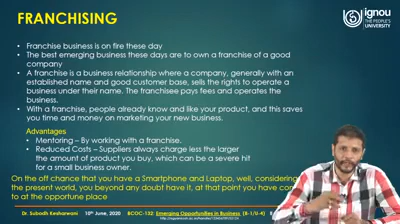 FRANCHISING
ignou
THE PEOPLE'S
UNIVERSITY
• Franchise business is on fire these day
• The best emerging business these days are to own a franchise of a good
company
• A franchise is a business relationship where a company, generally with an
established name and good customer base, sells the rights to operate a
business under their name. The franchisee pays fees and operates the
business.
• With a franchise, people already know and like your product, and this saves
you time and money on marketing your new business.
Advantages
• Mentoring – By working with a franchise.
• Reduced Costs – Suppliers always charge less the larger
the amount of product you buy, which can be a severe hit
for a small business owner.
On the off chance that you have a Smartphone and Laptop, well, considering
the present world, you beyond any doubt have it, at that point you have com
to at the opportune place
Dr. Subodh Kesharwani 10th June, 2020 BCOC-132 Emerging Opportunities in Business (B-1/U-4)